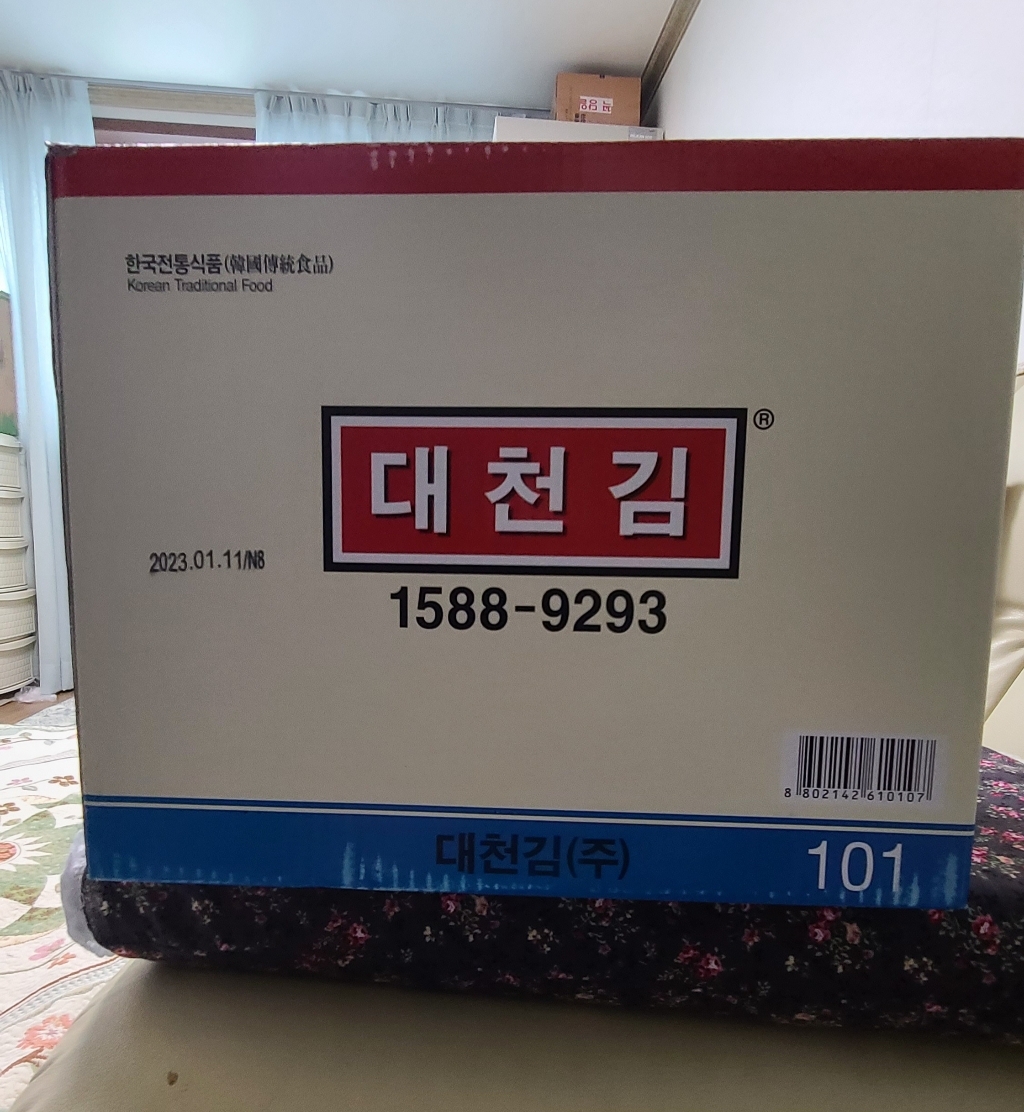 한국전통식품(韓國傳統食品)
Korean Traditional Food
대천김®
2023.01.11/N8
1588-9293
8 802142 610107
대천김(주)
101